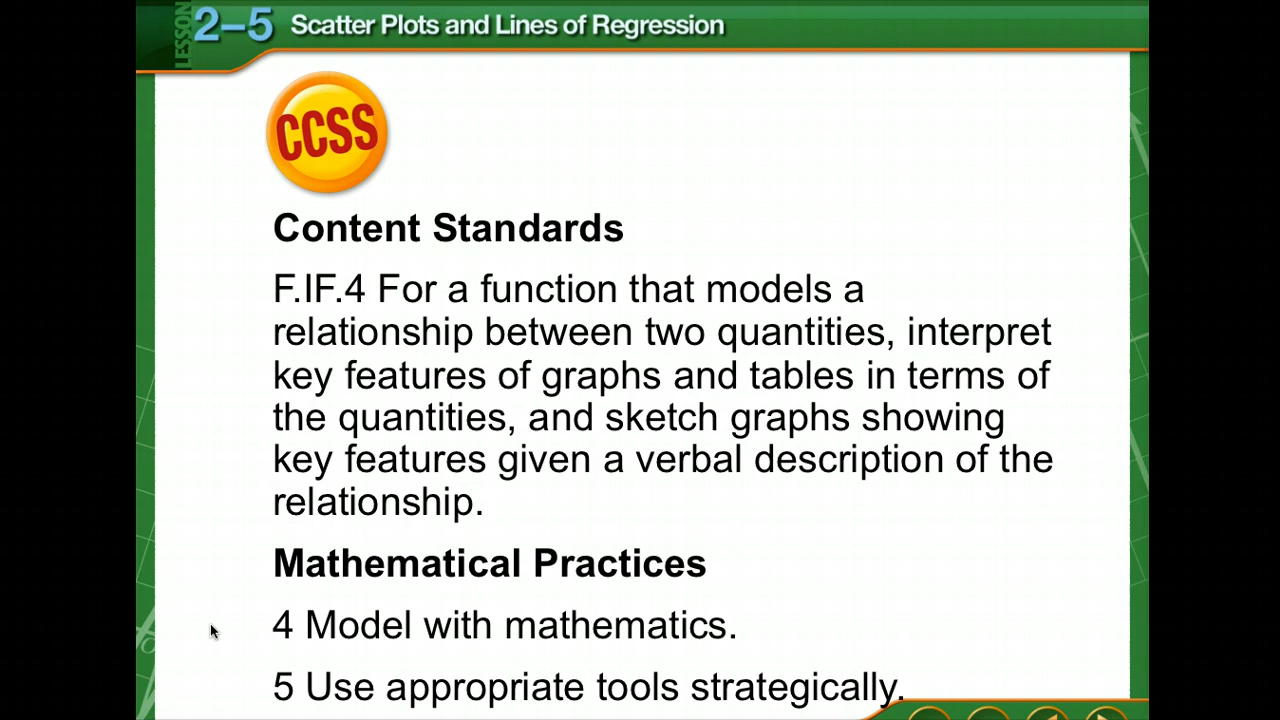 LESSON 2–5 Scatter Plots and Lines of Regression
CCSS
Content Standards
F.IF.4 For a function that models a
relationship between two quantities, interpret
key features of graphs and tables in terms of
the quantities, and sketch graphs showing
key features given a verbal description of the
relationship.
Mathematical Practices
4 Model with mathematics.
5 Use appropriate tools strategically.